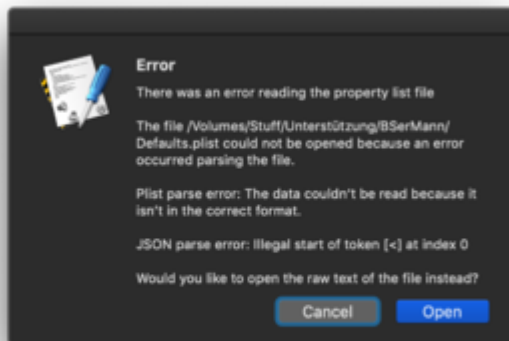 Error
There was an error reading the property list file
The file /Volumes/Stuff/Unterstützung/BSerMann/
Defaults.plist could not be opened because an error
occurred parsing the file.
Plist parse error: The data couldn't be read because it
isn't in the correct format.
JSON parse error: Illegal start of token [<] at index 0
Would you like to open the raw text of the file instead?
Cancel Open